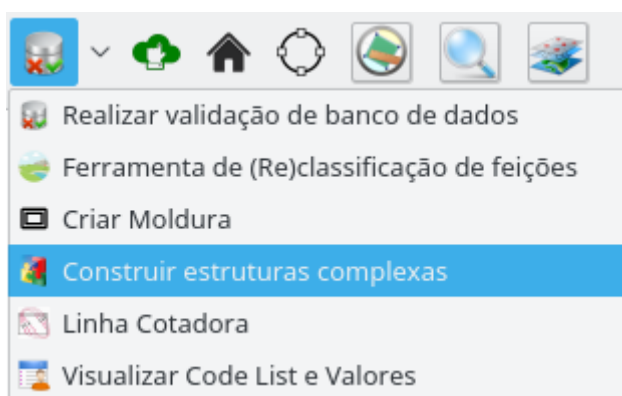 Realizar validação de banco de dados
Ferramenta de (Re)classificação de feições
Criar Moldura
Construir estruturas complexas
Linha Cotadora
Visualizar Code List e Valores